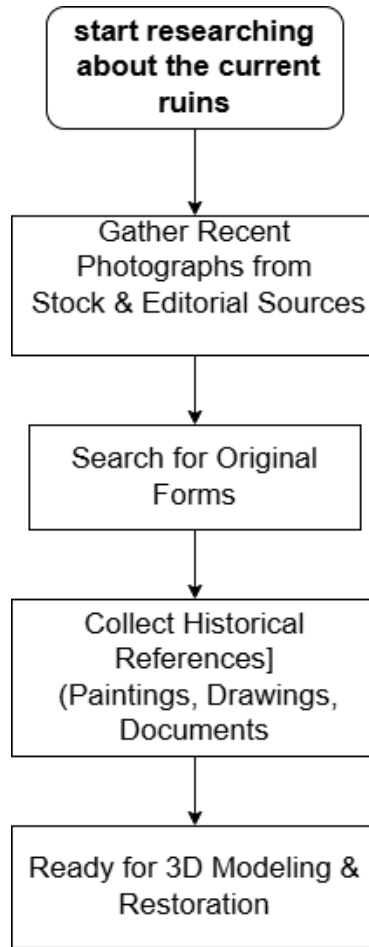 start researching
about the current
ruins
Gather Recent
Photographs from
Stock & Editorial Sources
Search for Original
Forms
Collect Historical
References]
(Paintings, Drawings,
Documents
Ready for 3D Modeling &
Restoration